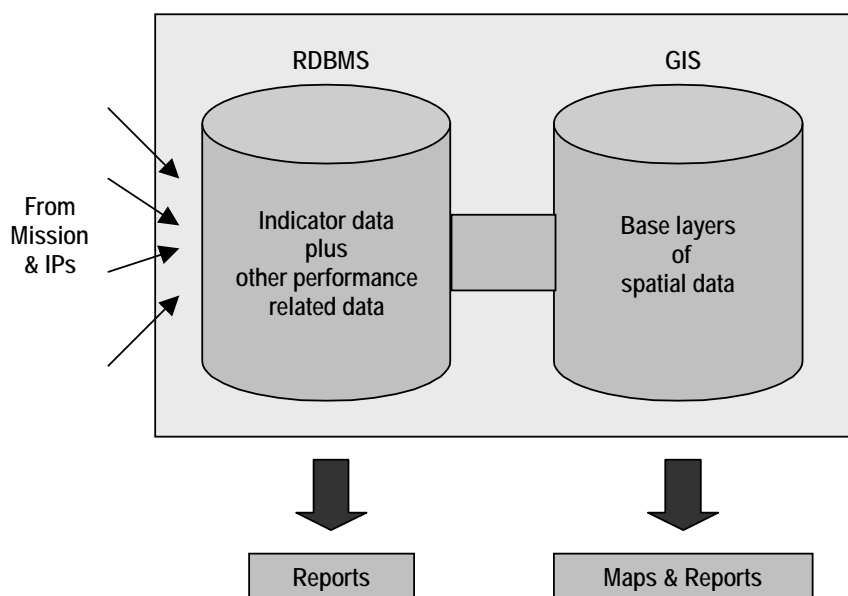 RDBMS
GIS
From
Mission
& IPs
Indicator data
plus
other performance
related data
Base layers
of
spatial data
Reports
Maps & Reports